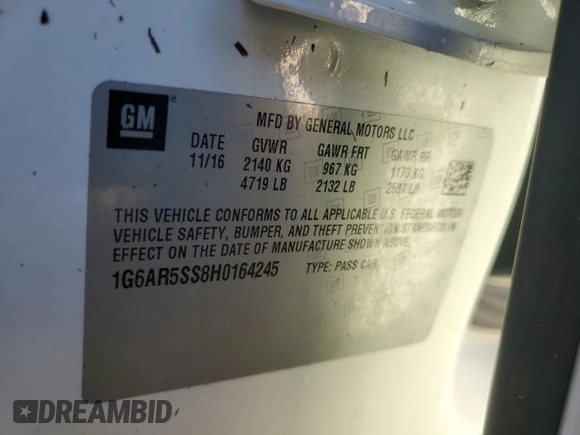 GM ®
MFD BY GENERAL MOTORS LLC
DATE GVWR GAWR FRT GAWR RR
11/16 2140 KG 967 KG 1173 KG
4719 LB 2132 LB 2587 LB
THIS VEHICLE CONFORMS TO ALL APPLICABLE U.S. FEDERAL MOTOR
VEHICLE SAFETY, BUMPER, AND THEFT PREVENTION STANDARDS IN
EFFECT ON THE DATE OF MANUFACTURE SHOWN ABOVE.
1G6AR5SS8H0164245 TYPE: PASS CAR
DREAMBID